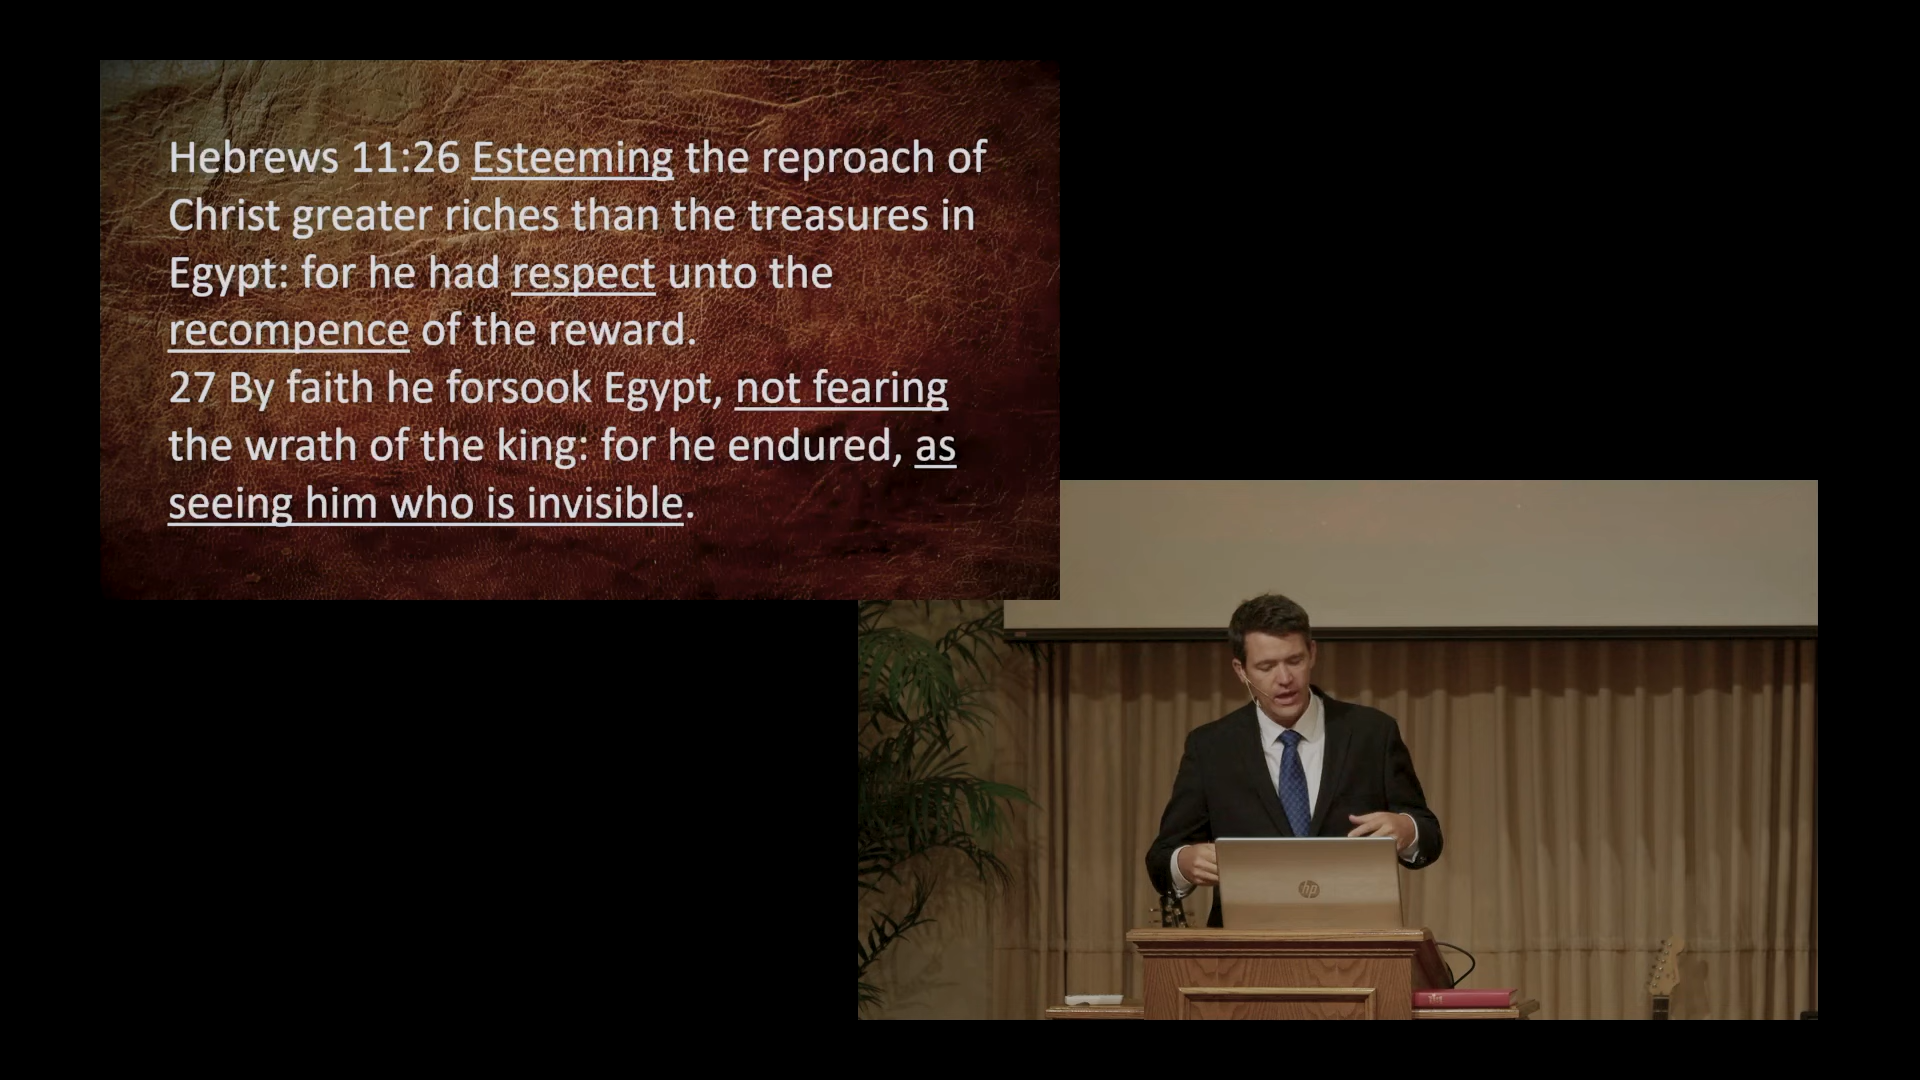 Hebrews 11:26 Esteeming the reproach of
Christ greater riches than the treasures in
Egypt: for he had respect unto the
recompence of the reward.
27 By faith he forsook Egypt, not fearing
the wrath of the king: for he endured, as
seeing him who is invisible.
hp